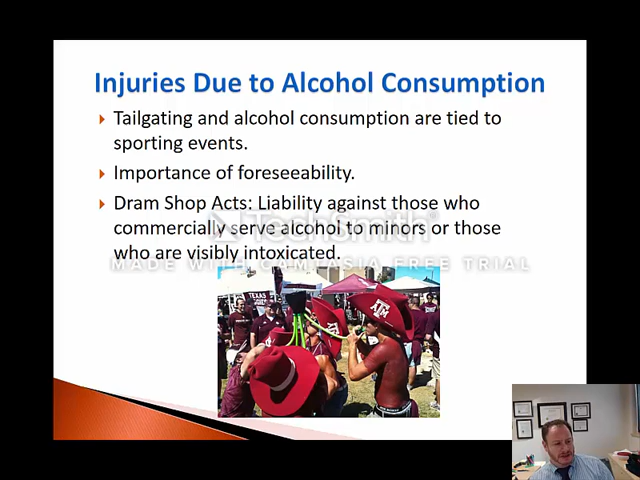 Injuries Due to Alcohol Consumption
Tailgating and alcohol consumption are tied to
sporting events.
Importance of foreseeability.
Dram Shop Acts: Liability against those who
commercially serve alcohol to minors or those
who are visibly intoxicated.
TechSmith®
MADE WITH CAMTASIA FREE TRIAL
TEXAS
A&M